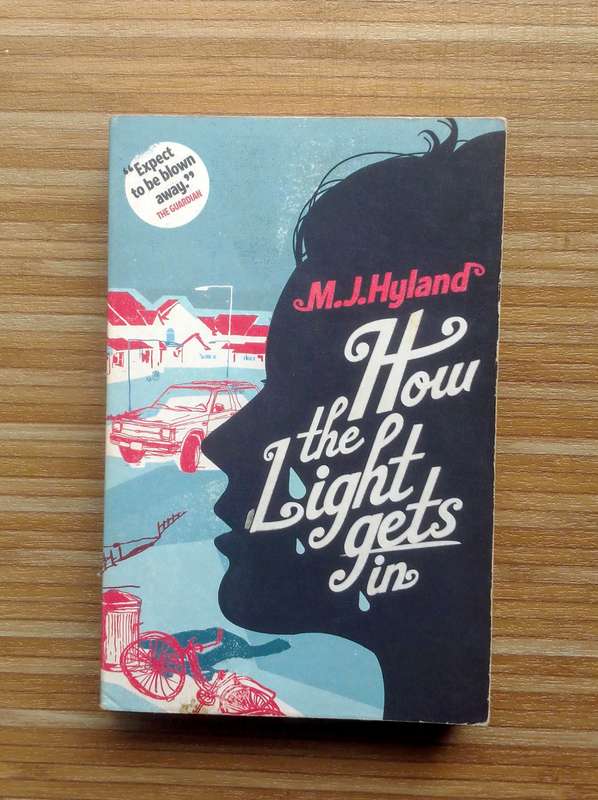 “Expect
to be blown
away.”
THE GUARDIAN
M.J.Hyland
How
the
Light
gets
in